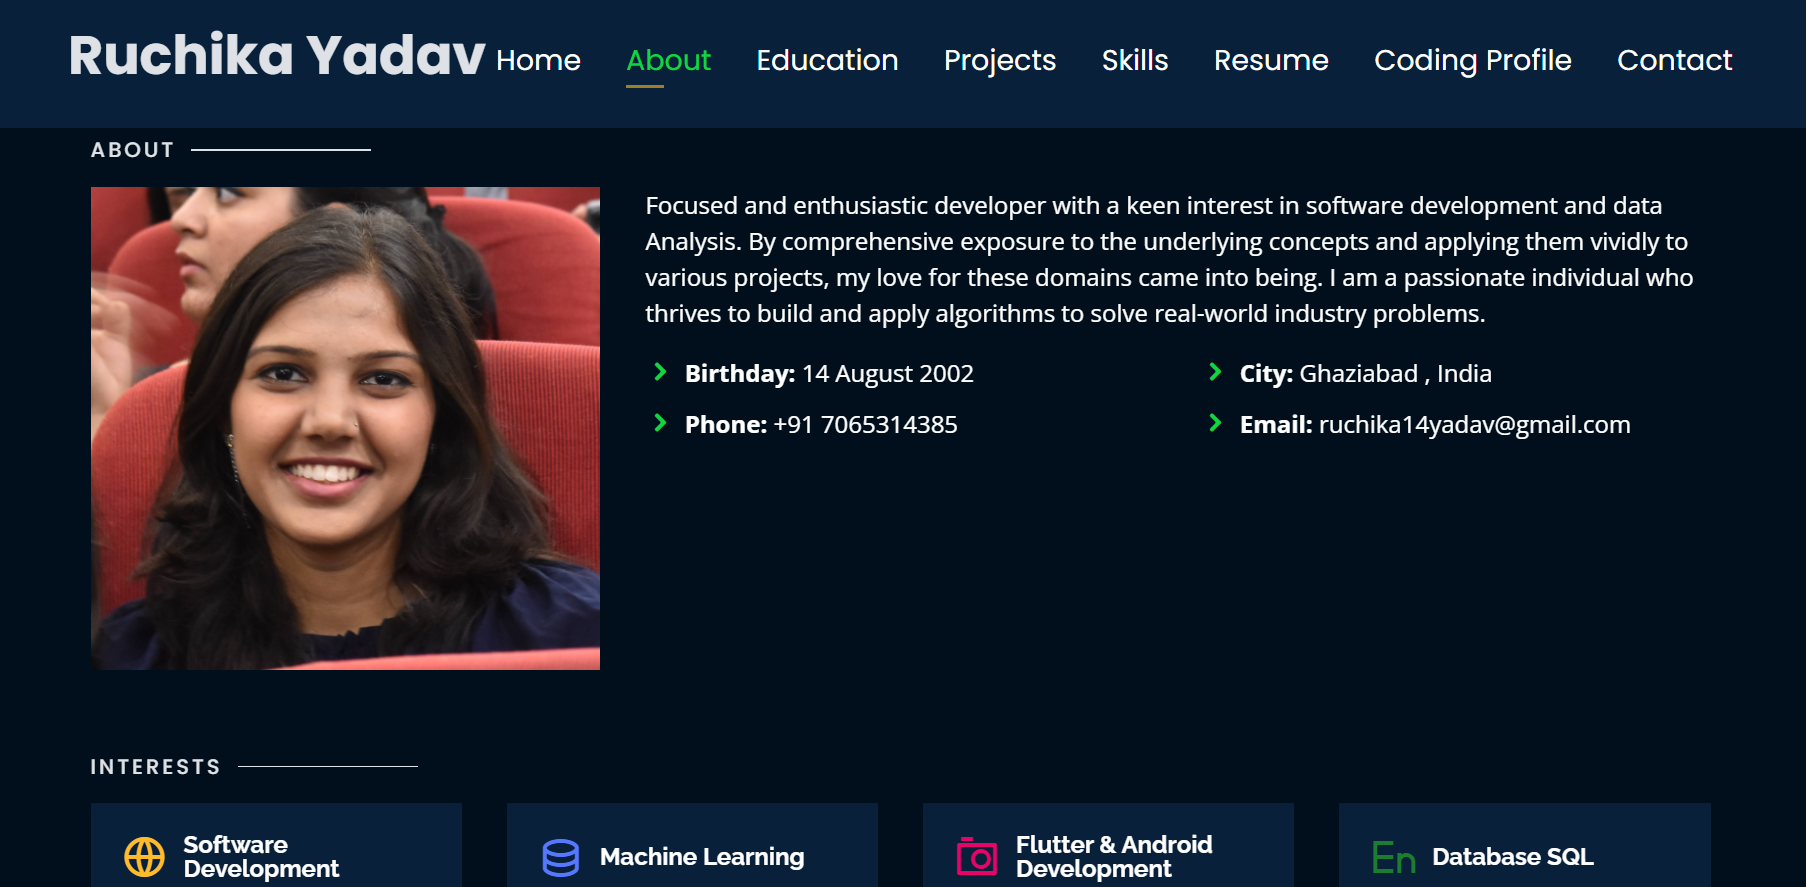 Ruchika Yadav Home About Education Projects Skills Resume Coding Profile Contact
ABOUT
Focused and enthusiastic developer with a keen interest in software development and data
Analysis. By comprehensive exposure to the underlying concepts and applying them vividly to
various projects, my love for these domains came into being. I am a passionate individual who
thrives to build and apply algorithms to solve real-world industry problems.
Birthday: 14 August 2002
City: Ghaziabad , India
Phone: +91 7065314385
Email: ruchika14yadav@gmail.com
INTERESTS
Software
Development
Machine Learning
Flutter & Android
Development
En Database SQL